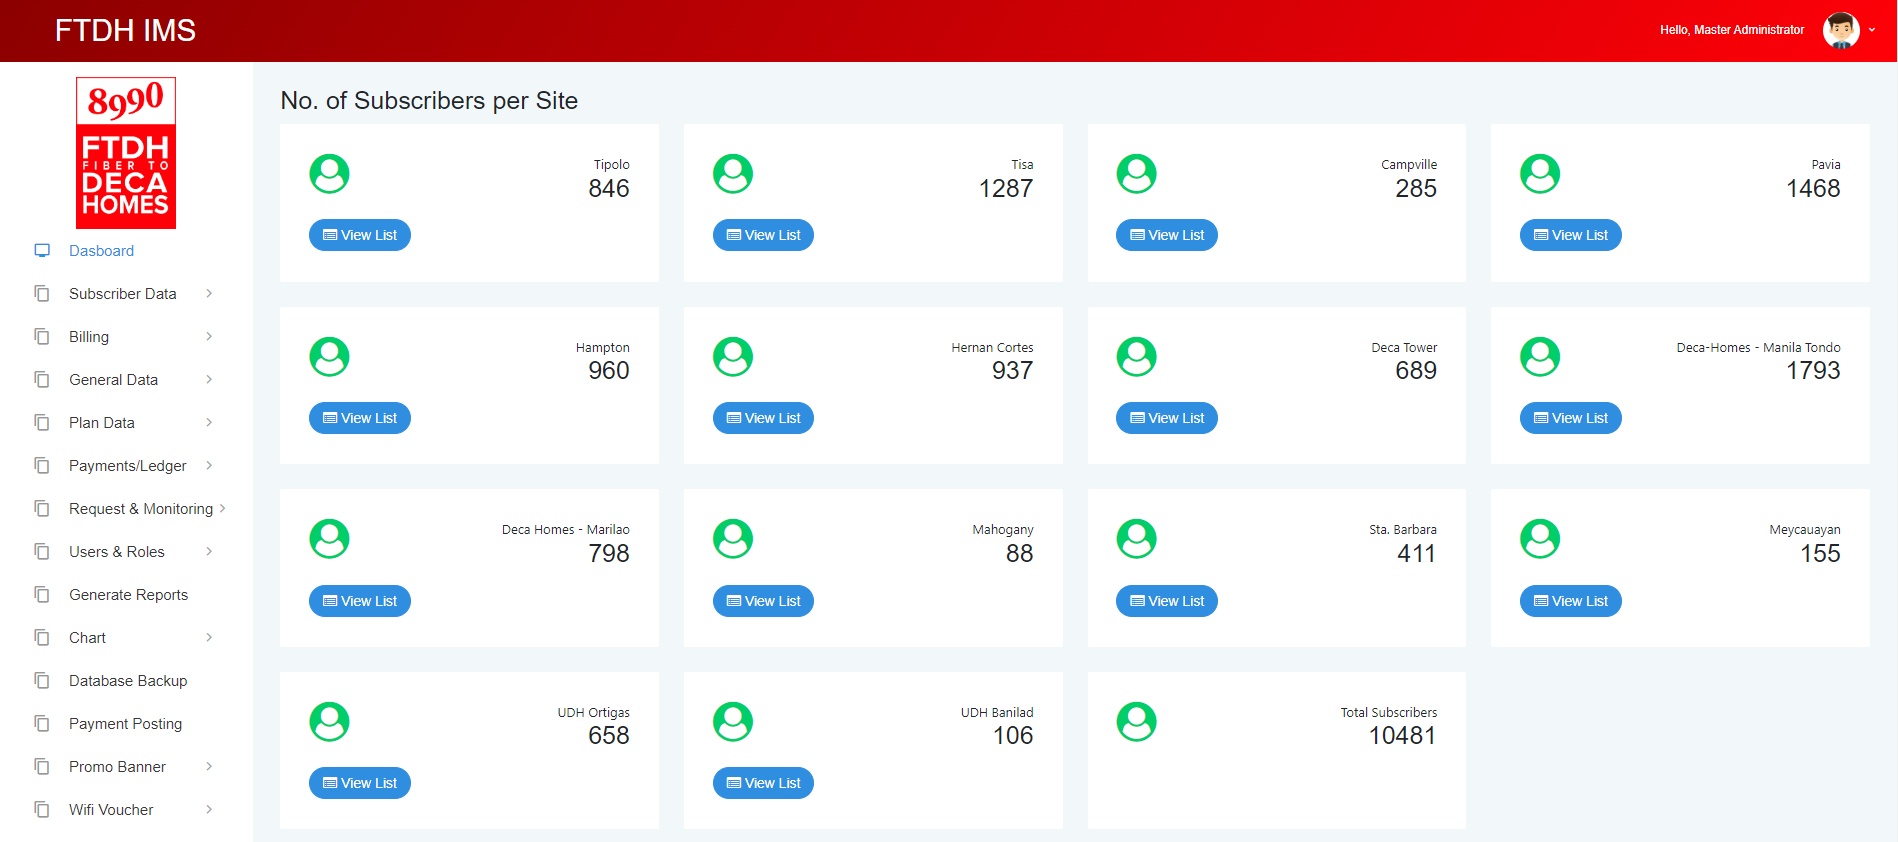 FTDH IMS
Hello, Master Administrator
8990
FTDH
FIBER TO
DECA
HOMES
Dasboard
Subscriber Data
Billing
General Data
Plan Data
Payments/Ledger
Request & Monitoring
Users & Roles
Generate Reports
Chart
Database Backup
Payment Posting
Promo Banner
Wifi Voucher
No. of Subscribers per Site
Tipolo
846
View List
Tisa
1287
View List
Campville
285
View List
Pavia
1468
View List
Hampton
960
View List
Hernan Cortes
937
View List
Deca Tower
689
View List
Deca-Homes - Manila Tondo
1793
View List
Deca Homes - Marilao
798
View List
Mahogany
88
View List
Sta. Barbara
411
View List
Meycauayan
155
View List
UDH Ortigas
658
View List
UDH Banilad
106
View List
Total Subscribers
10481